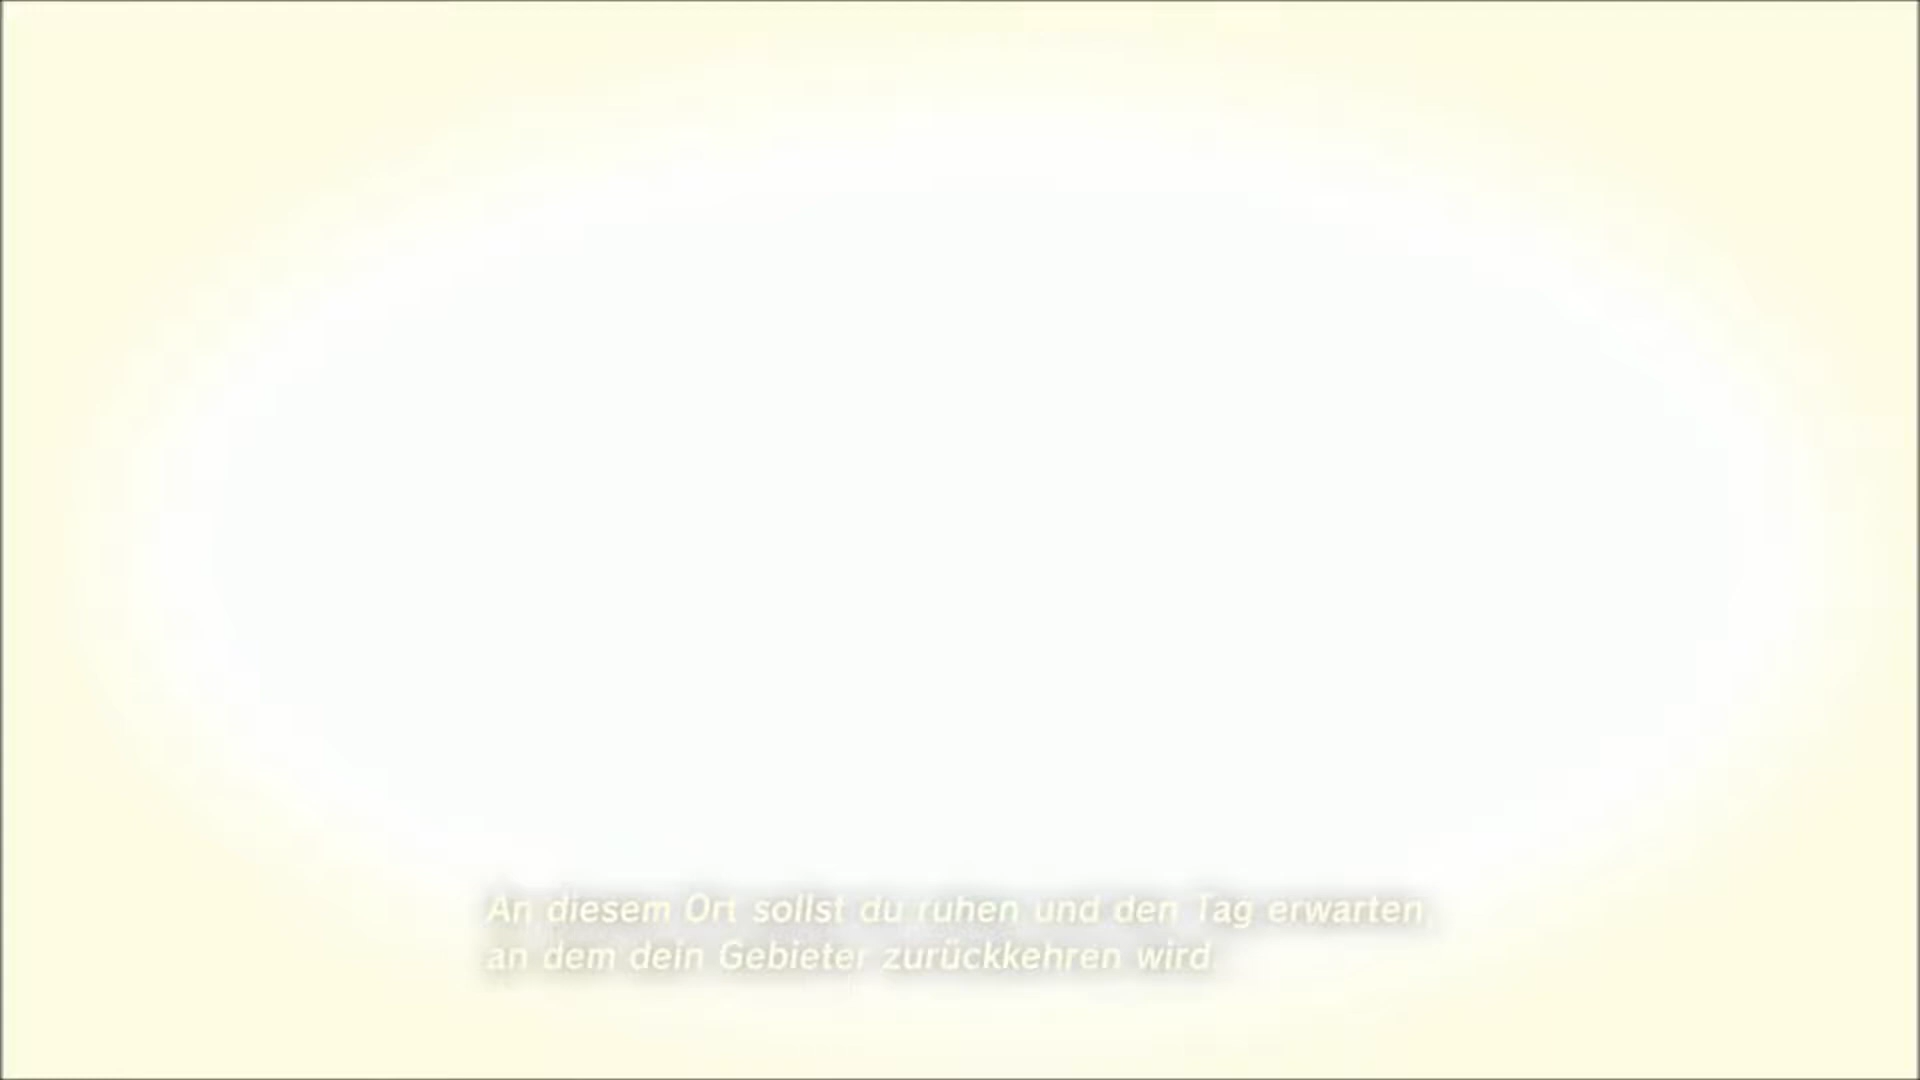 An diesem Ort sollst du ruhen und den Tag erwarten,
an dem dein Gebieter zurückkehren wird.